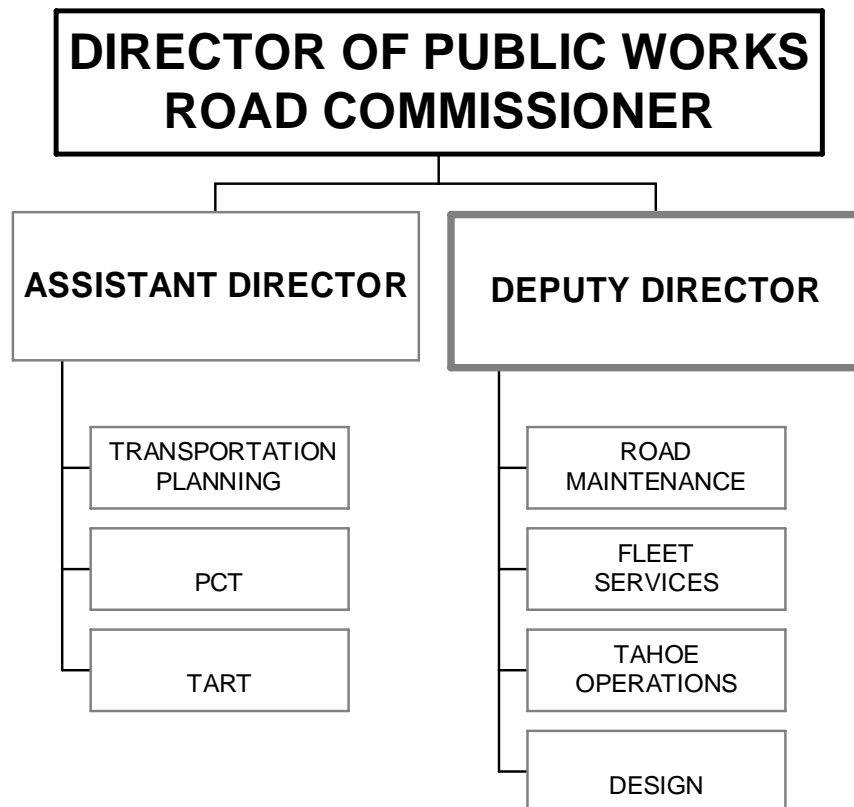 DIRECTOR OF PUBLIC WORKS
ROAD COMMISSIONER
ASSISTANT DIRECTOR
DEPUTY DIRECTOR
TRANSPORTATION
PLANNING
PCT
TART
ROAD
MAINTENANCE
FLEET
SERVICES
TAHOE
OPERATIONS
DESIGN